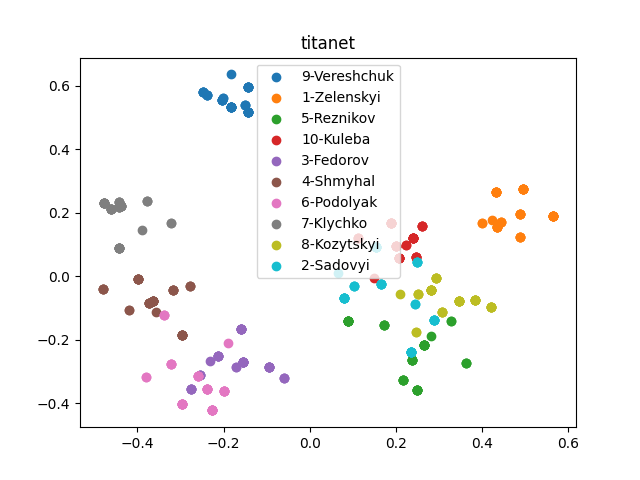 titanet
9-Vereshchuk
1-Zelenskyi
5-Reznikov
10-Kuleba
3-Fedorov
4-Shmyhal
6-Podolyak
7-Klychko
8-Kozytskyi
2-Sadovyi
0.6
0.4
0.2
0.0
−0.2
−0.4
−0.4 −0.2 0.0 0.2 0.4 0.6